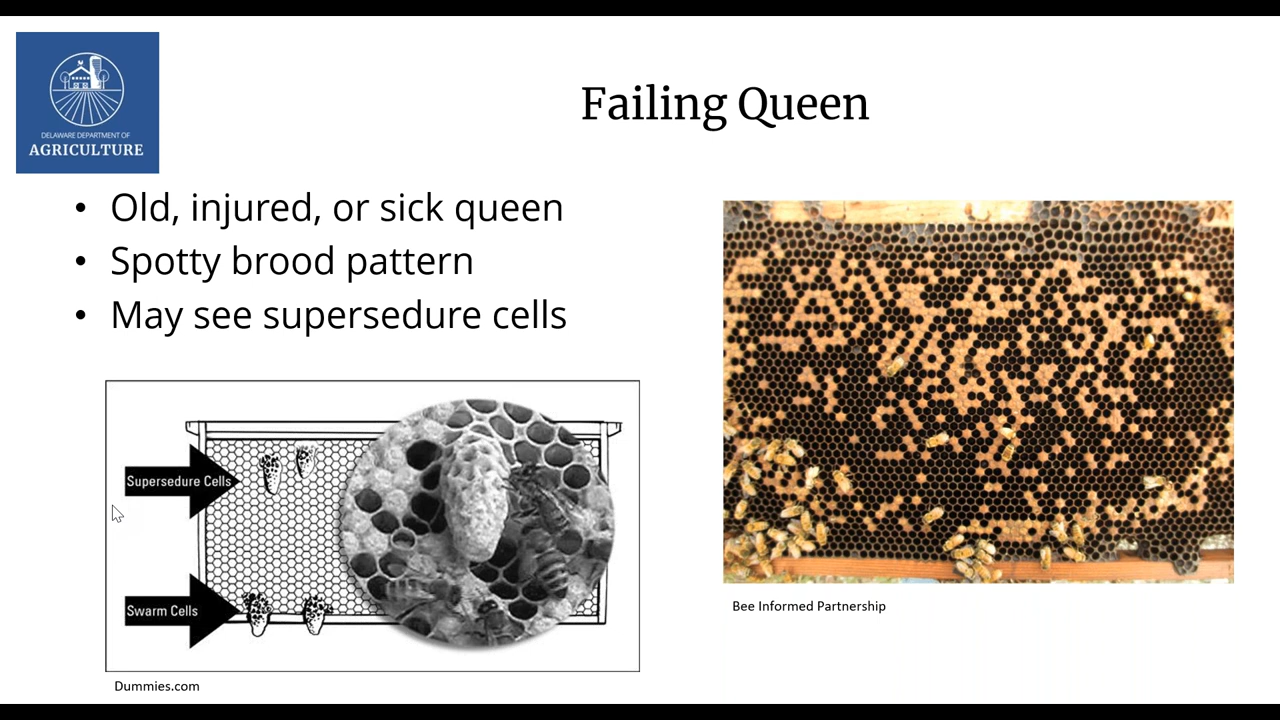 DELAWARE DEPARTMENT OF
AGRICULTURE
Failing Queen
• Old, injured, or sick queen
• Spotty brood pattern
• May see supersedure cells
Supersedure Cells
Swarm Cells
Dummies.com
Bee Informed Partnership